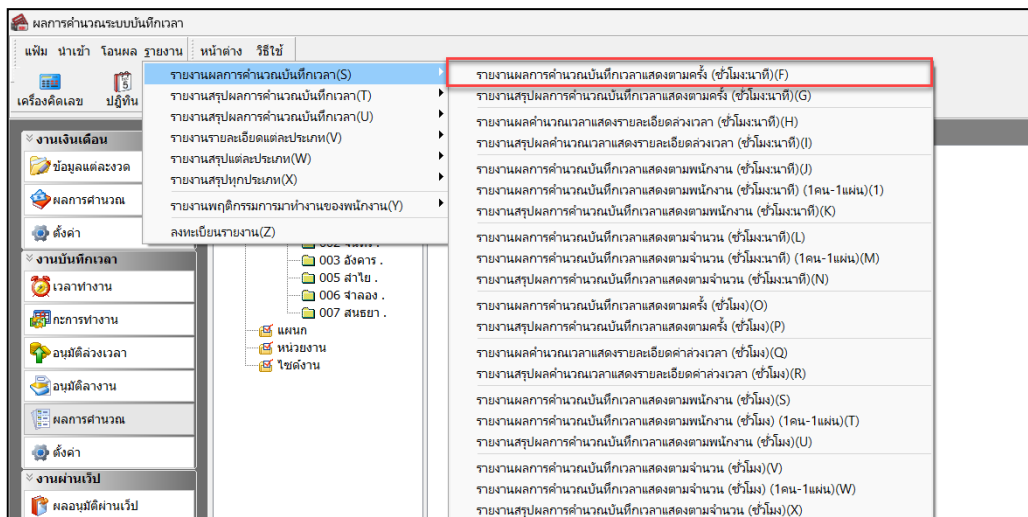 ผลการคำนวณระบบบันทึกเวลา
แฟ้ม นำเข้า โอนผล รายงาน หน้าต่าง วิธีใช้
เครื่องคิดเลข ปฏิทิน
รายงานผลการคำนวณบันทึกเวลา(S)
รายงานสรุปผลการคำนวณบันทึกเวลา(T)
รายงานสรุปผลการคำนวณบันทึกเวลา(U)
รายงานรายละเอียดแต่ละประเภท(V)
รายงานสรุปแต่ละประเภท(W)
รายงานสรุปทุกประเภท(X)
รายงานพฤติกรรมการมาทำงานของพนักงาน(Y)
ลงทะเบียนรายงาน(Z)
รายงานผลการคำนวณบันทึกเวลาแสดงตามครั้ง (ชั่วโมง:นาที)(F)
รายงานสรุปผลการคำนวณบันทึกเวลาแสดงตามครั้ง (ชั่วโมง:นาที)(G)
รายงานผลคำนวณเวลาแสดงรายละเอียดล่วงเวลา (ชั่วโมง:นาที)(H)
รายงานสรุปผลคำนวณเวลาแสดงรายละเอียดล่วงเวลา (ชั่วโมง:นาที)(I)
รายงานผลการคำนวณบันทึกเวลาแสดงตามพนักงาน (ชั่วโมง:นาที)(J)
รายงานผลการคำนวณบันทึกเวลาแสดงตามพนักงาน (ชั่วโมง:นาที) (1คน-1แผ่น)(1)
รายงานสรุปผลการคำนวณบันทึกเวลาแสดงตามพนักงาน (ชั่วโมง:นาที)(K)
รายงานผลการคำนวณบันทึกเวลาแสดงตามจำนวน (ชั่วโมง:นาที)(L)
รายงานผลการคำนวณบันทึกเวลาแสดงตามจำนวน (ชั่วโมง:นาที) (1คน-1แผ่น)(M)
รายงานสรุปผลการคำนวณบันทึกเวลาแสดงตามจำนวน (ชั่วโมง:นาที)(N)
รายงานผลการคำนวณบันทึกเวลาแสดงตามครั้ง (ชั่วโมง)(O)
รายงานสรุปผลการคำนวณบันทึกเวลาแสดงตามครั้ง (ชั่วโมง)(P)
รายงานผลคำนวณเวลาแสดงรายละเอียดค่าล่วงเวลา (ชั่วโมง)(Q)
รายงานสรุปผลคำนวณเวลาแสดงรายละเอียดค่าล่วงเวลา (ชั่วโมง)(R)
รายงานผลการคำนวณบันทึกเวลาแสดงตามพนักงาน (ชั่วโมง)(S)
รายงานผลการคำนวณบันทึกเวลาแสดงตามพนักงาน (ชั่วโมง) (1คน-1แผ่น)(T)
รายงานสรุปผลการคำนวณบันทึกเวลาแสดงตามพนักงาน (ชั่วโมง)(U)
รายงานผลการคำนวณบันทึกเวลาแสดงตามจำนวน (ชั่วโมง)(V)
รายงานผลการคำนวณบันทึกเวลาแสดงตามจำนวน (ชั่วโมง) (1คน-1แผ่น)(W)
รายงานสรุปผลการคำนวณบันทึกเวลาแสดงตามจำนวน (ชั่วโมง)(X)
งานเงินเดือน
ข้อมูลแต่ละงวด
ผลการคำนวณ
ตั้งค่า
งานบันทึกเวลา
เวลาทำงาน
กะการทำงาน
อนุมัติล่วงเวลา
อนุมัติลางาน
ผลการคำนวณ
ตั้งค่า
งานผ่านเว็ป
ผลอนุมัติผ่านเว็ป
003 อังคาร .
005 สำไย .
006 จำลอง .
007 สนธยา .
แผนก
หน่วยงาน
ไซด์งาน